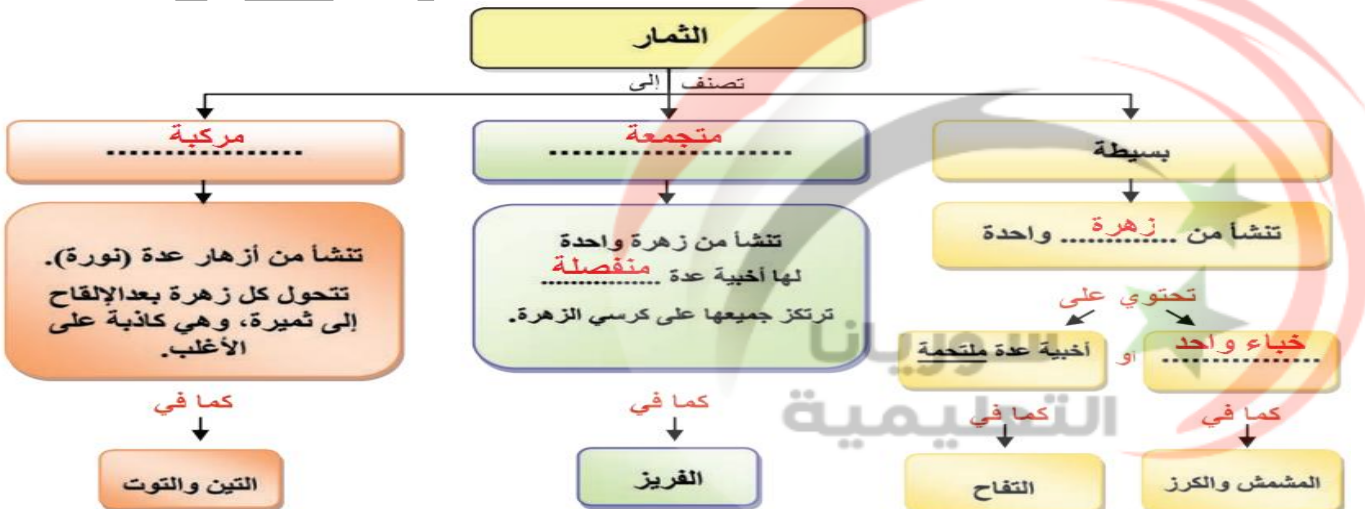 الثمار
تصنف إلى
بسيطة
تنشأ من زهرة واحدة
تحتوي على
خباء واحد
أو
أخبية عدة ملتحمة
كما في
المشمش والكرز
كما في
التفاح
متجمعة
تنشأ من زهرة واحدة
لها أخبية عدة منفصلة
ترتكز جميعها على كرسي الزهرة.
كما في
الفريز
مركبة
تنشأ من أزهار عدة (نورة).
تتحول كل زهرة بعدالإلقاح
إلى ثميرة، وهي كاذبة على
الأغلب.
كما في
التين والتوت
سوريانا
التعليمية